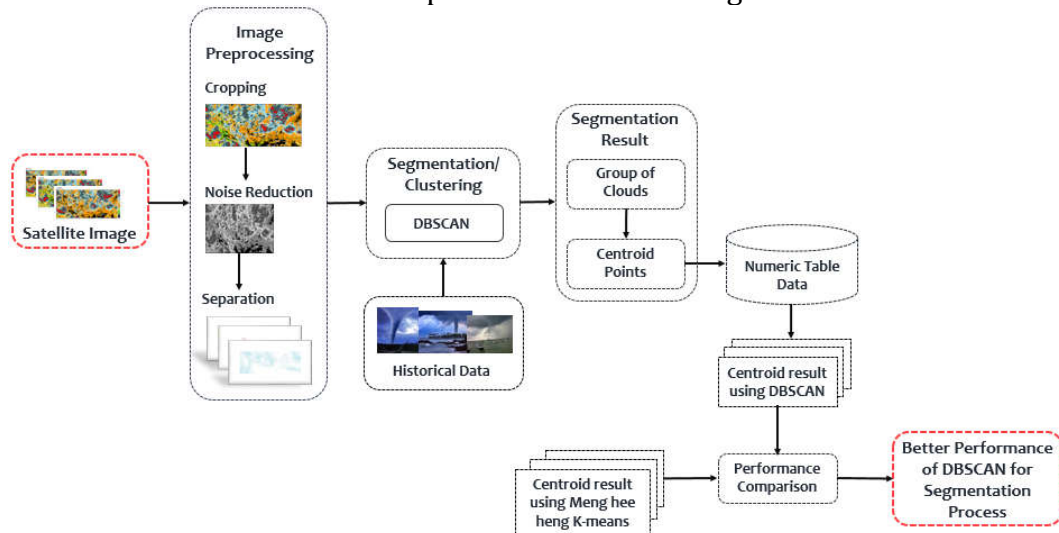 Image
Preprocessing
Cropping
Noise Reduction
Separation
Satellite Image
Segmentation/
Clustering
DBSCAN
Historical Data
Segmentation
Result
Group of
Clouds
Centroid
Points
Numeric Table
Data
Centroid result
using DBSCAN
Centroid result
using Meng hee
heng K-means
Performance
Comparison
Better Performance
of DBSCAN for
Segmentation
Process